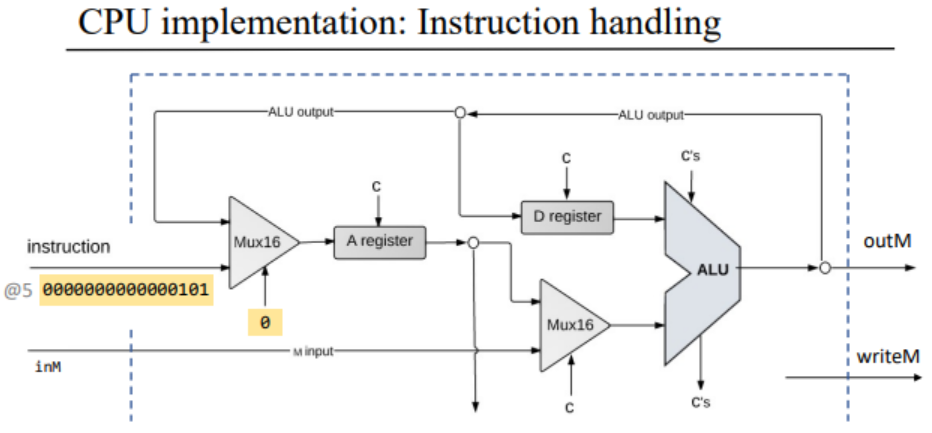 CPU implementation: Instruction handling
ALU output
ALU output
C
C's
C
Mux16
A register
D register
instruction
@5 0000000000000101
0
ALU
outM
Mux16
M input
inM
writeM
C
C's